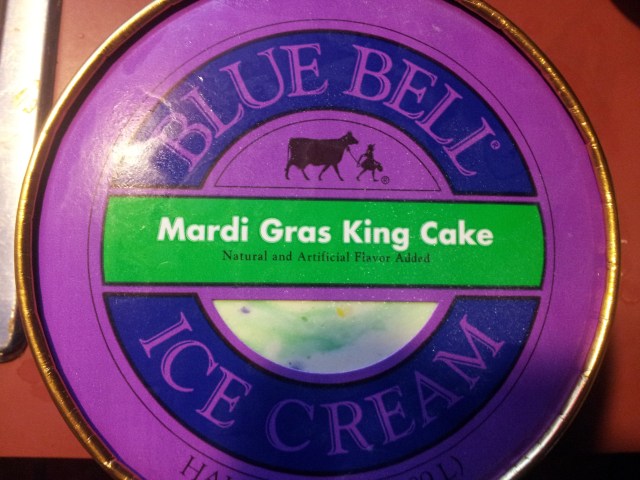 BLUE BELL®
®
Mardi Gras King Cake
Natural and Artificial Flavor Added
ICE CREAM